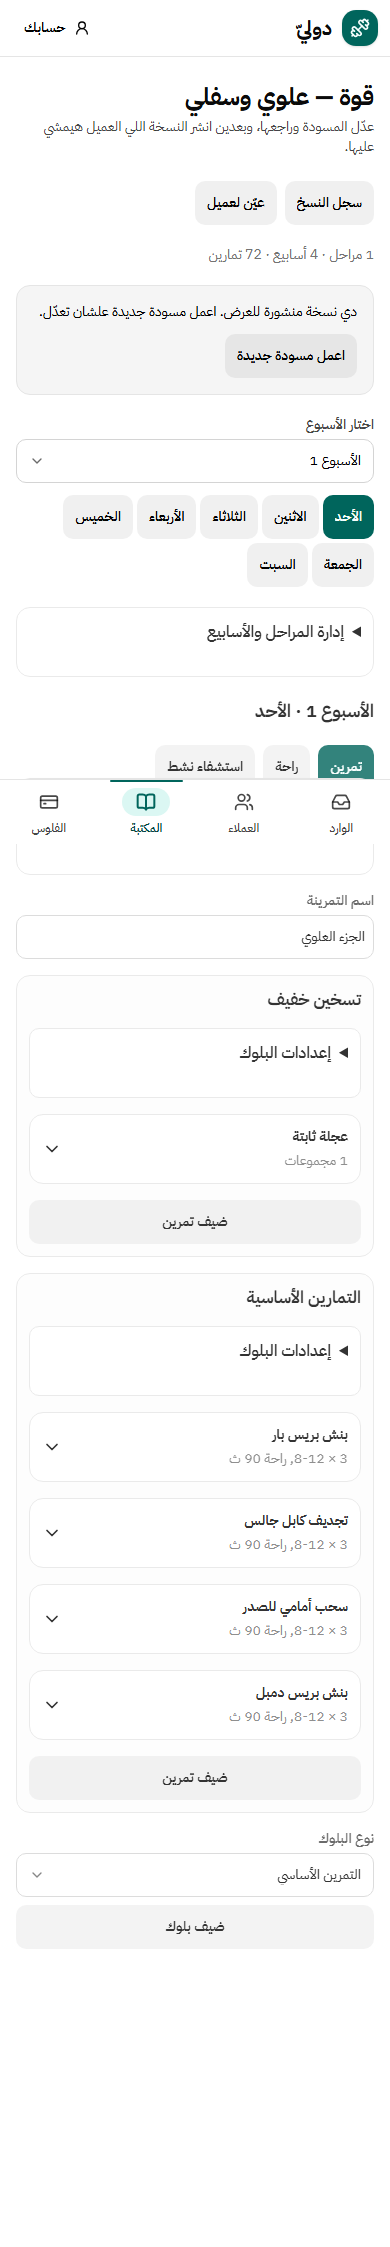 دوليّ
حسابك
قوة — علوي وسفلي
عدّل المسودة وراجعها، وبعدين انشر النسخة اللي العميل هيمشي
عليها.
سجل النسخ
عيّن لعميل
1 مراحل · 4 أسابيع · 72 تمارين
دي نسخة منشورة للعرض. اعمل مسودة جديدة علشان تعدّل.
اعمل مسودة جديدة
اختار الأسبوع
الأسبوع 1
الأحد
الاثنين
الثلاثاء
الأربعاء
الخميس
الجمعة
السبت
إدارة المراحل والأسابيع
الأسبوع 1 · الأحد
تمرين
راحة
استشفاء نشط
الوارد
العملاء
المكتبة
الفلوس
اسم التمرينة
الجزء العلوي
تسخين خفيف
إعدادات البلوك
عجلة ثابتة
1 مجموعات
ضيف تمرين
التمارين الأساسية
إعدادات البلوك
بنش بريس بار
3 × 8-12, راحة 90 ث
تجديف كابل جالس
3 × 8-12, راحة 90 ث
سحب أمامي للصدر
3 × 8-12, راحة 90 ث
بنش بريس دمبل
3 × 8-12, راحة 90 ث
ضيف تمرين
نوع البلوك
التمرين الأساسي
ضيف بلوك